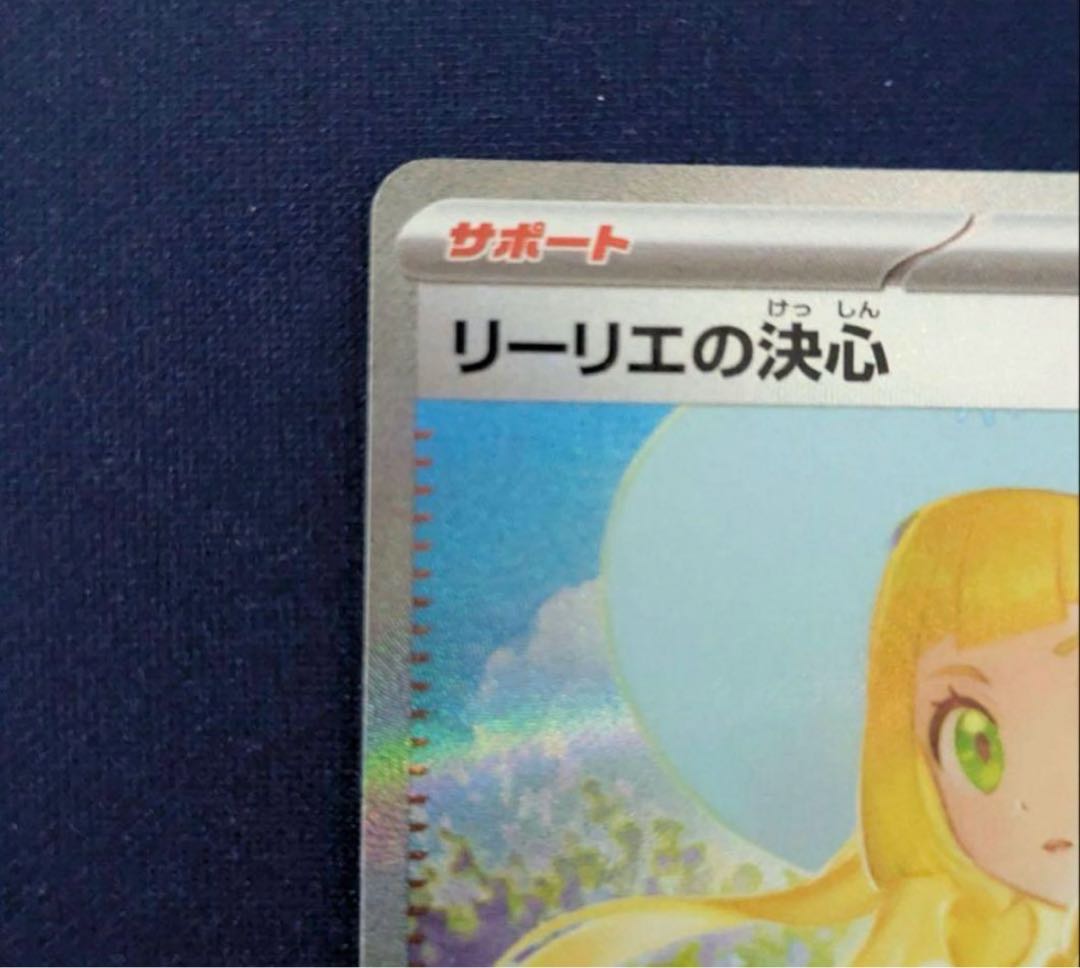 サポート
けっ しん
リーリエの決心